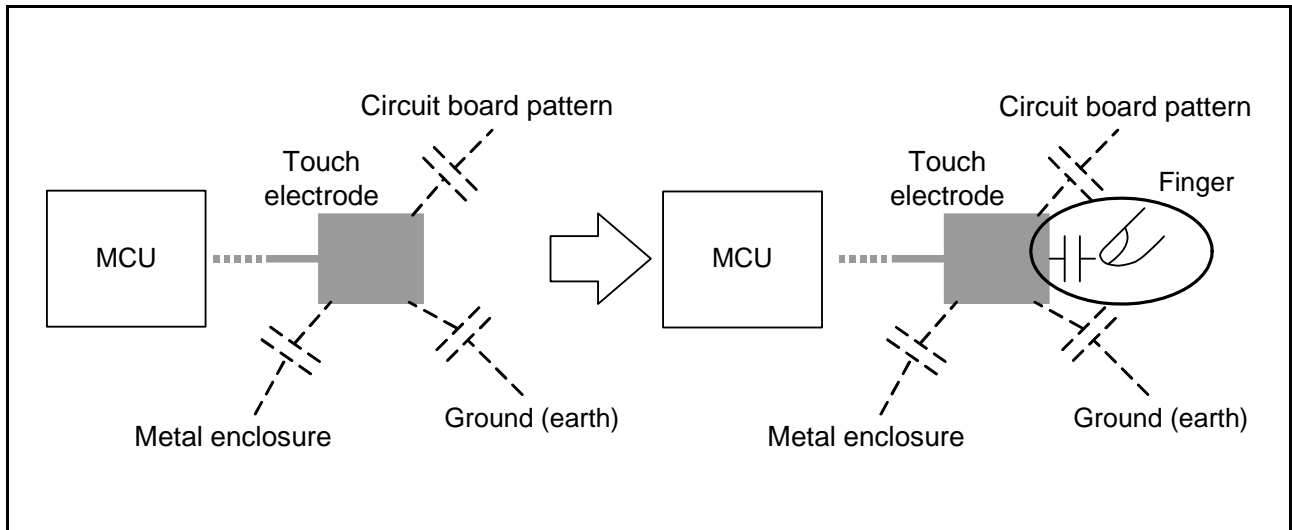 Circuit board pattern
Touch
electrode
MCU
Metal enclosure
Ground (earth)
Circuit board pattern
Touch
electrode
Finger
MCU
Metal enclosure
Ground (earth)